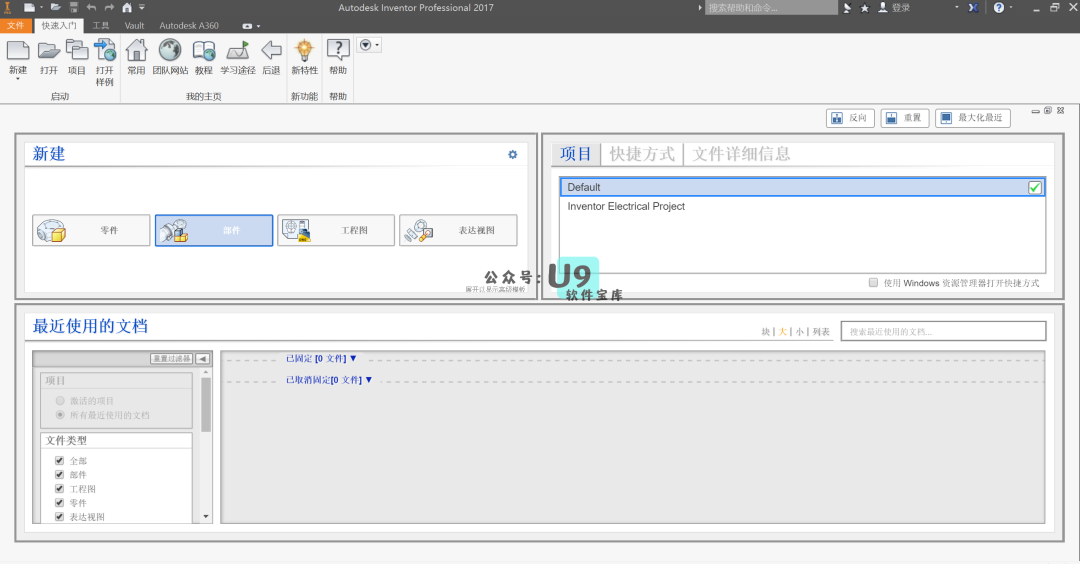 Autodesk Inventor Professional 2017
搜索帮助和命令...
登录
文件 快速入门 工具 Vault Autodesk A360
新建 打开 项目 打开样例 常用 团队网站 教程 学习途径 后退 新特性 帮助
启动 我的主页 新功能 帮助
反向 重置 最大化最近
新建
零件 部件 工程图 表达视图
展开以显示高级模板
项目 快捷方式 文件详细信息
Default
Inventor Electrical Project
使用 Windows 资源管理器打开快捷方式
公众号: U9
软件宝库
最近使用的文档
块 | 大 | 小 | 列表
搜索最近使用的文档...
重置过滤器
项目
激活的项目
所有最近使用的文档
文件类型
全部
部件
工程图
零件
表达视图
已固定 [0 文件] ▼
已取消固定[0 文件] ▼